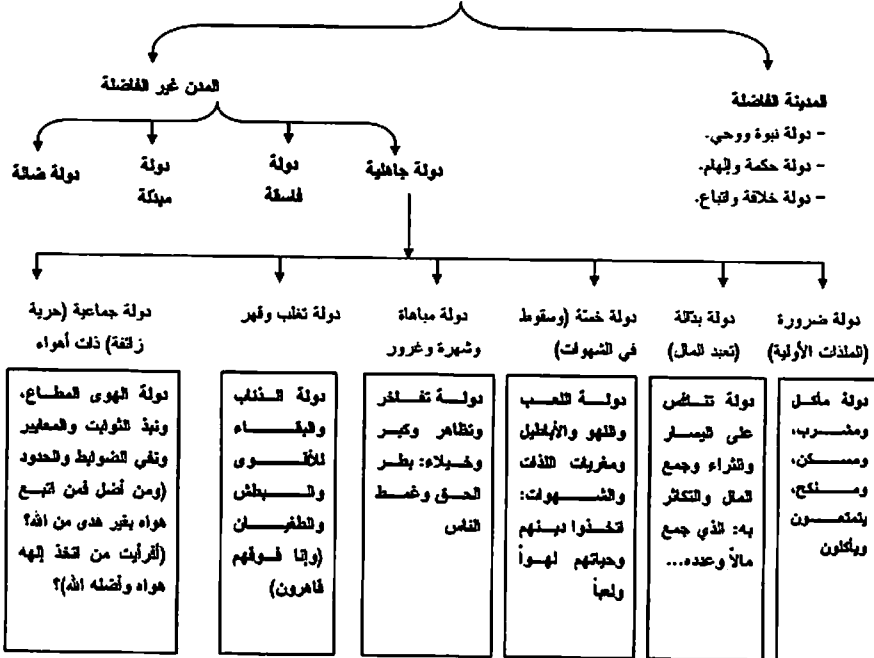 المدينة الفاضلة
- دولة نبوة ووحي.
- دولة حكمة وإلهام.
- دولة خلافة واتباع.
المدن غير الفاضلة
دولة جاهلية
دولة
فاسقة
دولة
مبدلة
دولة ضالة
دولة ضرورة
(الملذات الأولية)
دولة بدالة
(تعبد المال)
دولة خسة (وسقوط
في الشهوات)
دولة مباهاة
وشهرة وغرور
دولة تغلب وقهر
دولة جماعية (حرية
زائفة) ذات أهواء
دولة مأكل
ومشرب،
ومسكن،
ومنكح،
يتمتعون
ويأكلون
دولة تتنافس
على اليسار
والثراء وجمع
المال والتكاثر
به: الذي جمع
مالاً وعدده...
دولة اللعب
واللهو والأباطيل
ومغريات اللذات
والشهوات:
اتخذوا دينهم
وحياتهم لهواً
ولعباً
دولة تفاخر
وتظاهر وكبر
وخيلاء: بطر
الحق وغمط
الناس
دولة الذئاب
والبقاء
للأقوى
والبطش
والطغيان
(وإنا فوقهم
قاهرون)
دولة الهوى المطاع،
ونبذ الثوابت والمعايير
ونفي الضوابط والحدود
(ومن أضل فمن اتبع
هواه بغير هدى من الله؟
(أفرأيت من اتخذ إلهه
هواه وأضله الله)؟